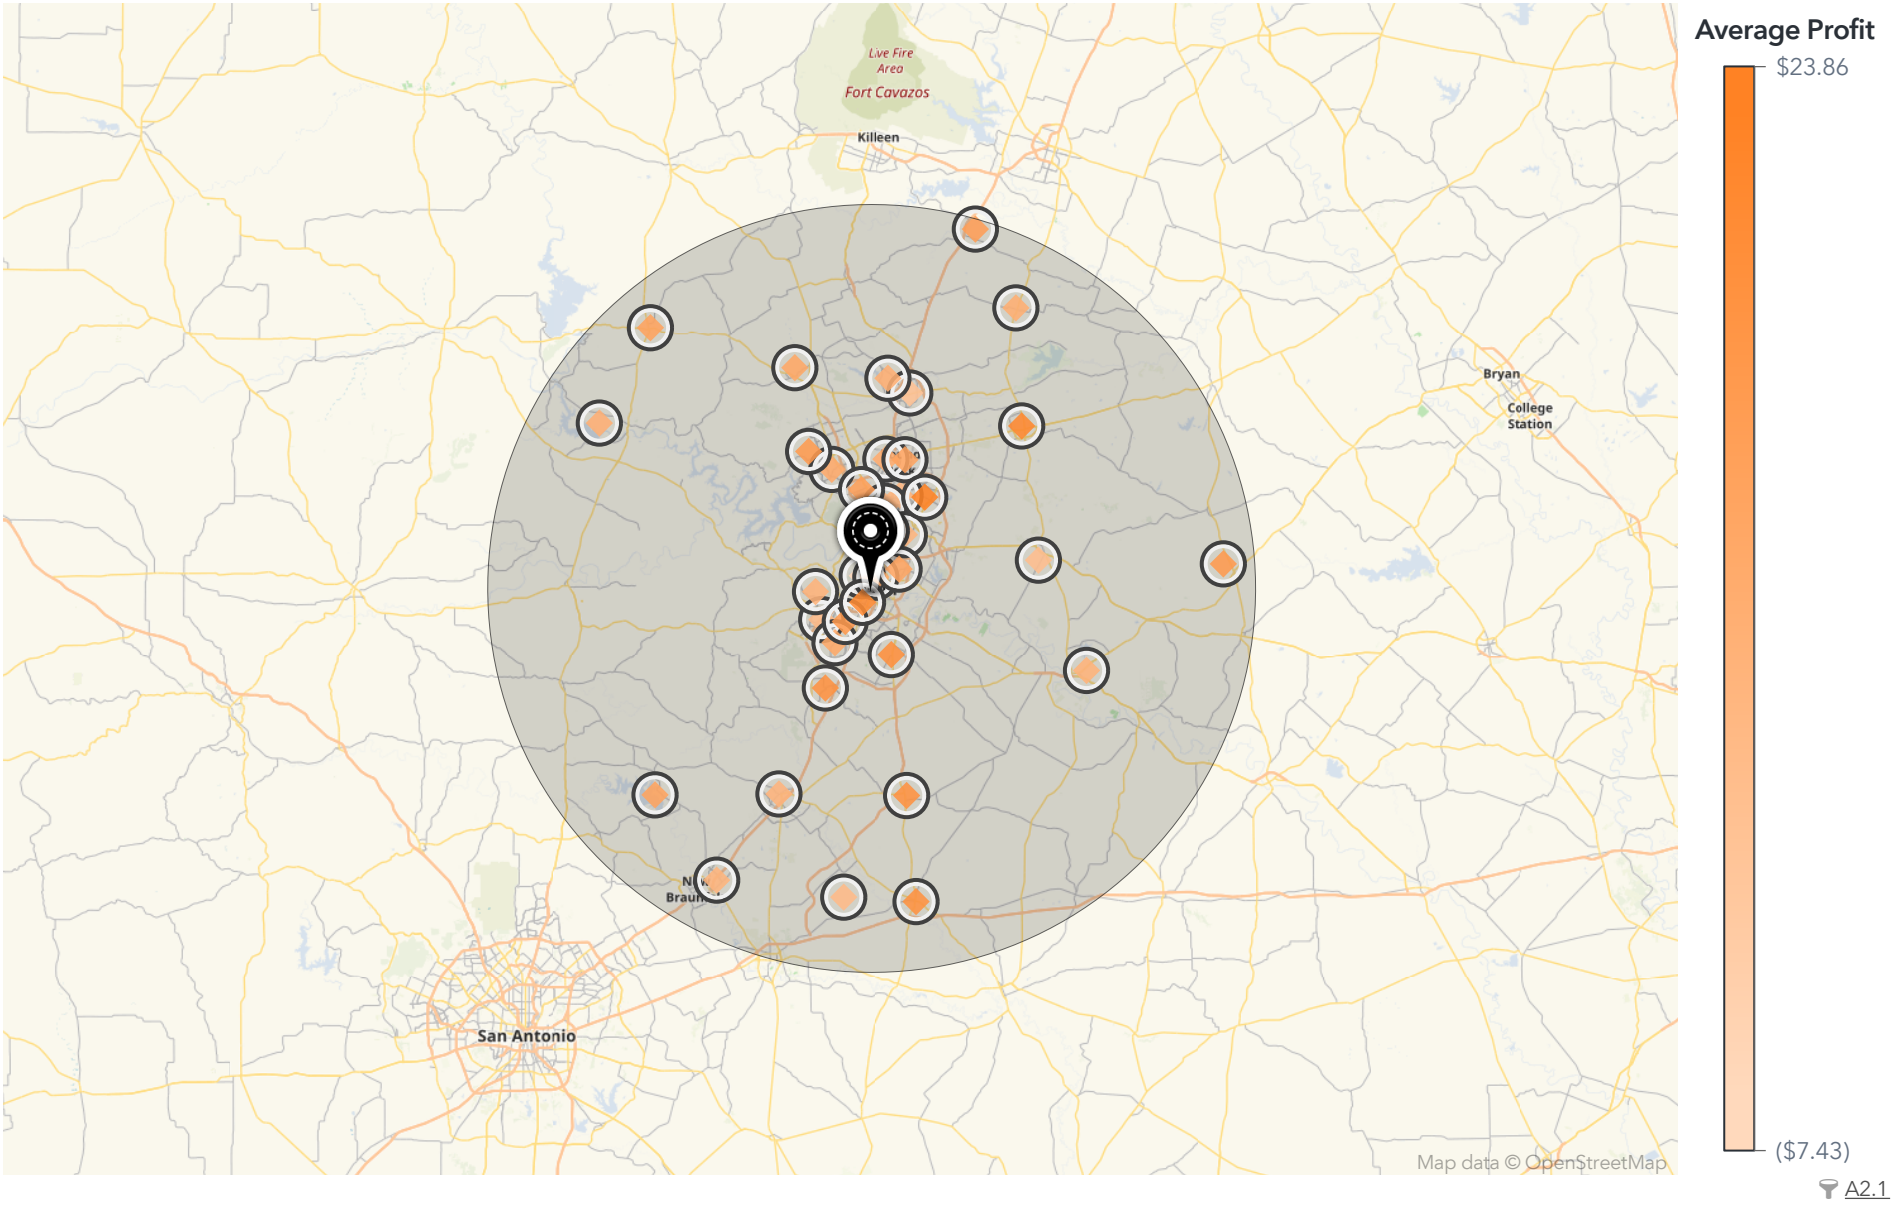 Average Profit
$23.86
Live Fire
Area
Fort Cavazos
Killeen
Bryan
College
Station
San Antonio
Map data © OpenStreetMap
($7.43)
A2.1